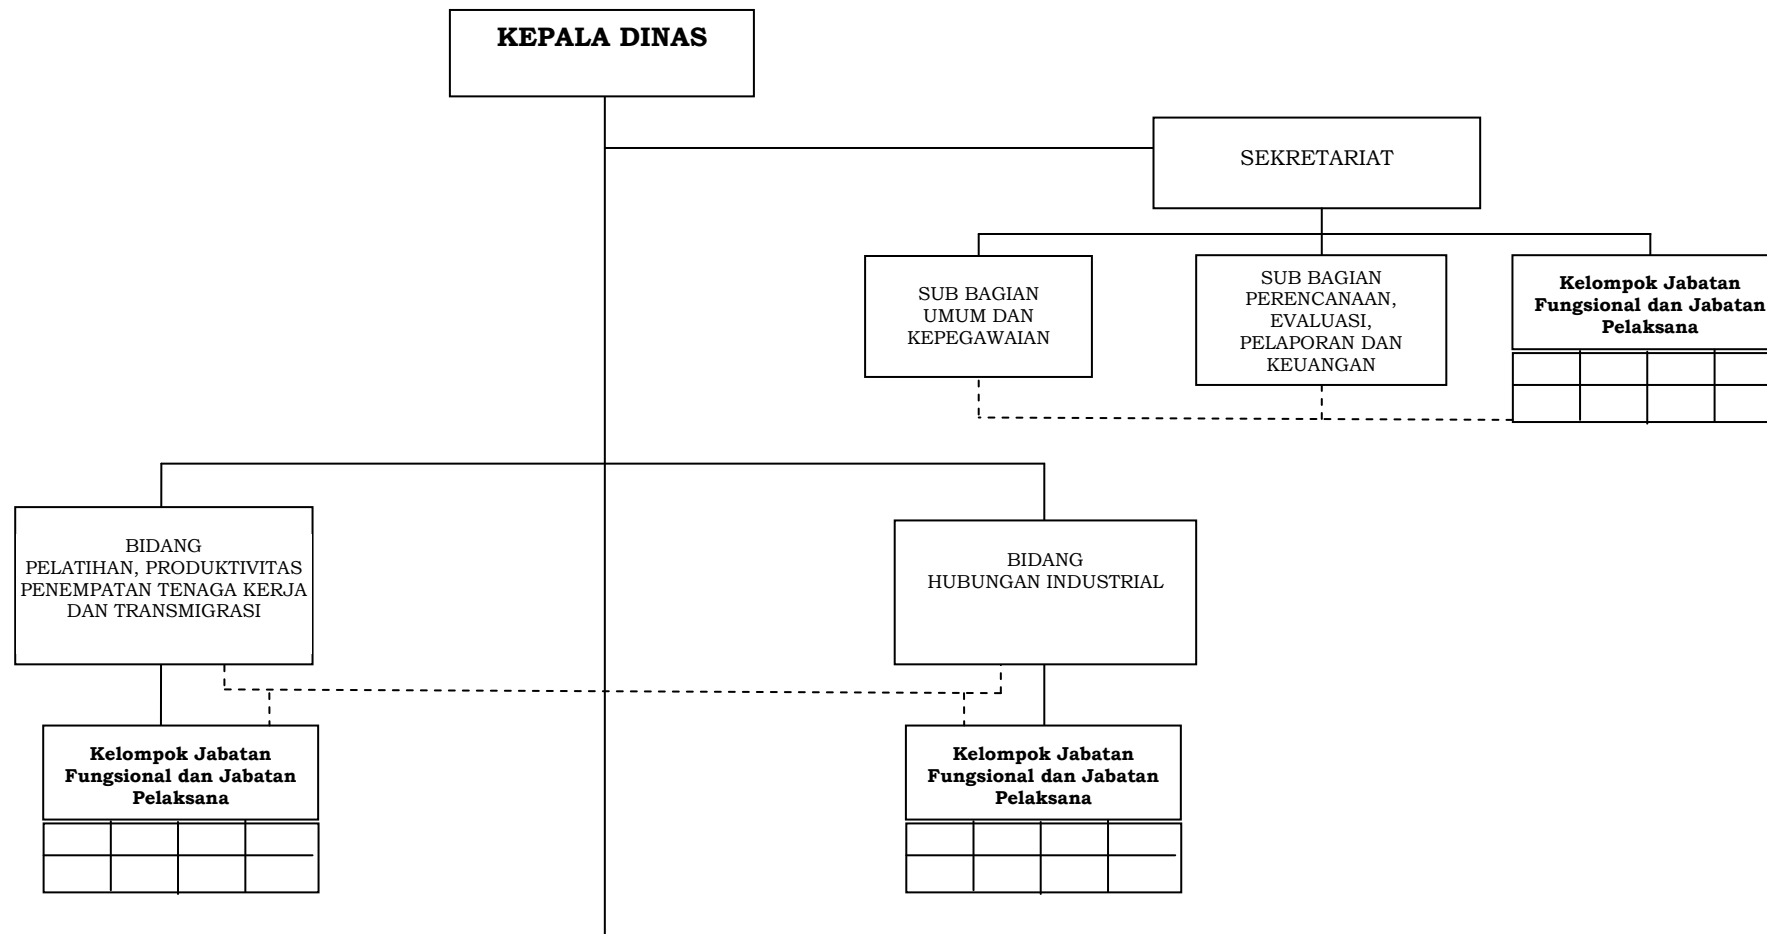 KEPALA DINAS
SEKRETARIAT
SUB BAGIAN
UMUM DAN
KEPEGAWAIAN
SUB BAGIAN
PERENCANAAN,
EVALUASI,
PELAPORAN DAN
KEUANGAN
Kelompok Jabatan
Fungsional dan Jabatan
Pelaksana
BIDANG
PELATIHAN, PRODUKTIVITAS
PENEMPATAN TENAGA KERJA
DAN TRANSMIGRASI
BIDANG
HUBUNGAN INDUSTRIAL
Kelompok Jabatan
Fungsional dan Jabatan
Pelaksana
Kelompok Jabatan
Fungsional dan Jabatan
Pelaksana